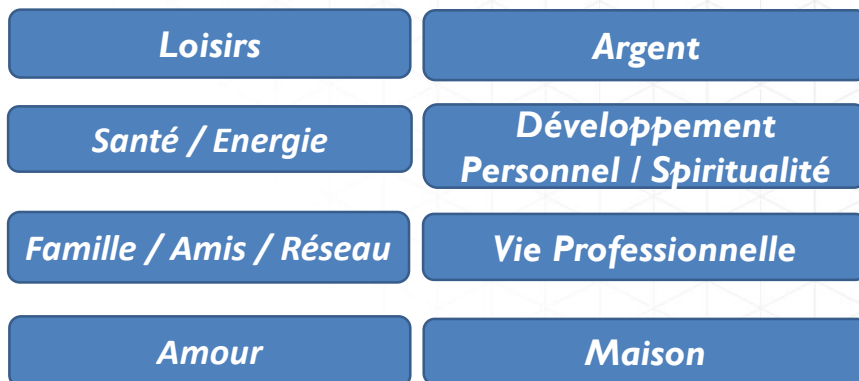 Loisirs
Argent
Santé / Energie
Développement
Personnel / Spiritualité
Famille / Amis / Réseau
Vie Professionnelle
Amour
Maison